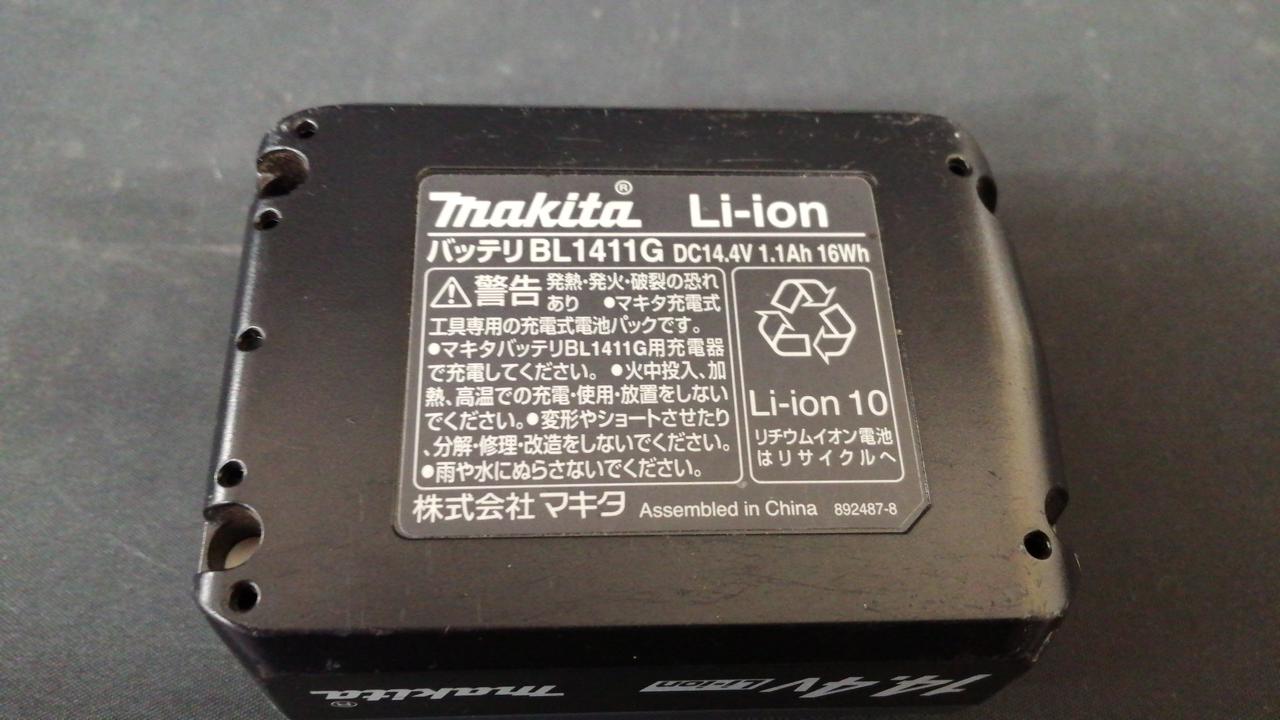 makita® Li-ion
バッテリ BL1411G DC14.4V 1.1Ah 16Wh
警告 発熱・発火・破裂の恐れ
あり ●マキタ充電式
工具専用の充電式電池パックです。
●マキタバッテリBL1411G用充電器
で充電してください。 ●火中投入、加
熱、高温での充電・使用・放置をしない
でください。●変形やショートさせたり
、分解・修理・改造をしないでください。
●雨や水にぬらさないでください。
Li-ion 10
リチウムイオン電池
はリサイクルへ
株式会社 マキタ Assembled in China 892487-8
14.4V Li-ion makita®